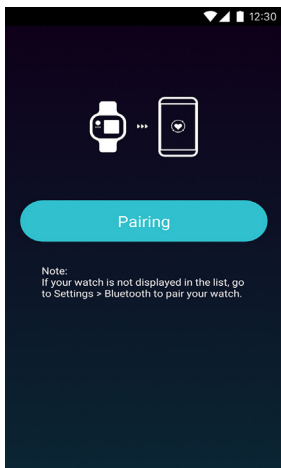 12:30
Pairing
Note:
If your watch is not displayed in the list, go
to Settings > Bluetooth to pair your watch.